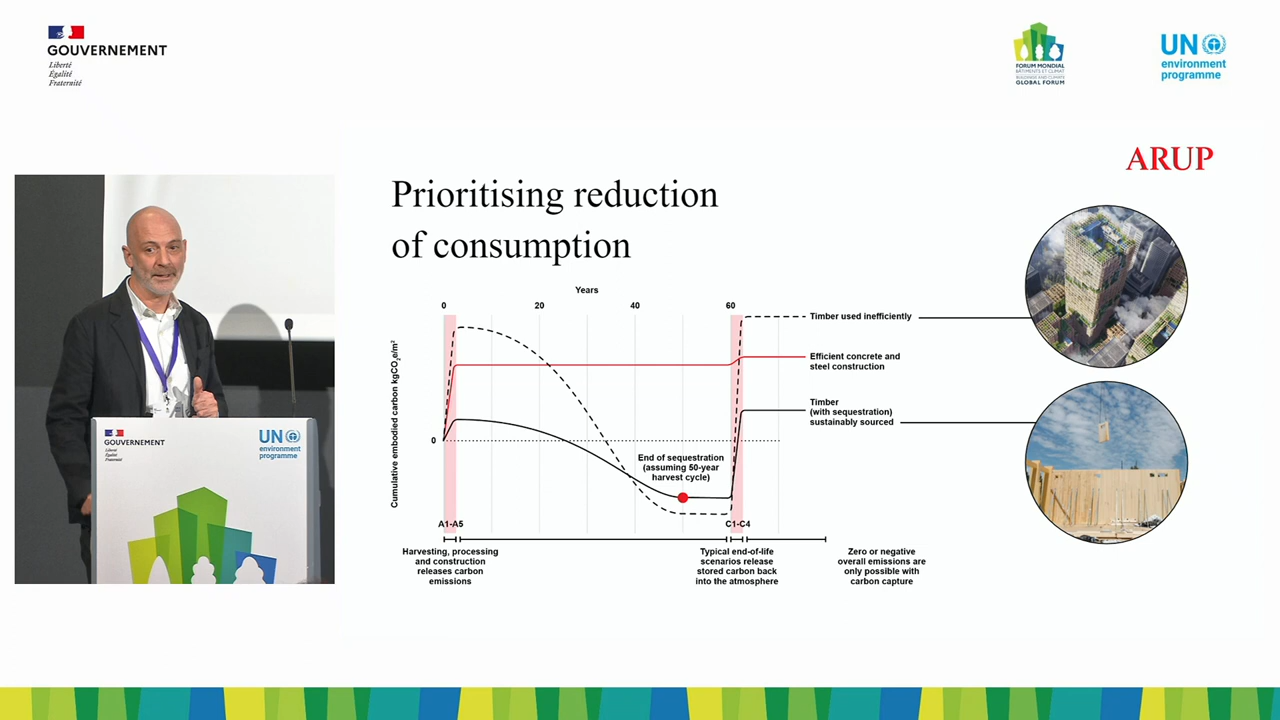 GOUVERNEMENT
Liberté
Égalité
Fraternité
FORUM MONDIAL
BÂTIMENTS ET CLIMAT
BUILDINGS AND CLIMATE
GLOBAL FORUM
UN
environment
programme
ARUP
Prioritising reduction
of consumption
Years
0 20 40 60
Cumulative embodied carbon kgCO₂e/m²
0
Timber used inefficiently
Efficient concrete and
steel construction
Timber
(with sequestration)
sustainably sourced
End of sequestration
(assuming 50-year
harvest cycle)
A1-A5
C1-C4
Harvesting, processing
and construction
releases carbon
emissions
Typical end-of-life
scenarios release
stored carbon back
into the atmosphere
Zero or negative
overall emissions are
only possible with
carbon capture
GOUVERNEMENT
Liberté
Égalité
Fraternité
UN
environment
programme